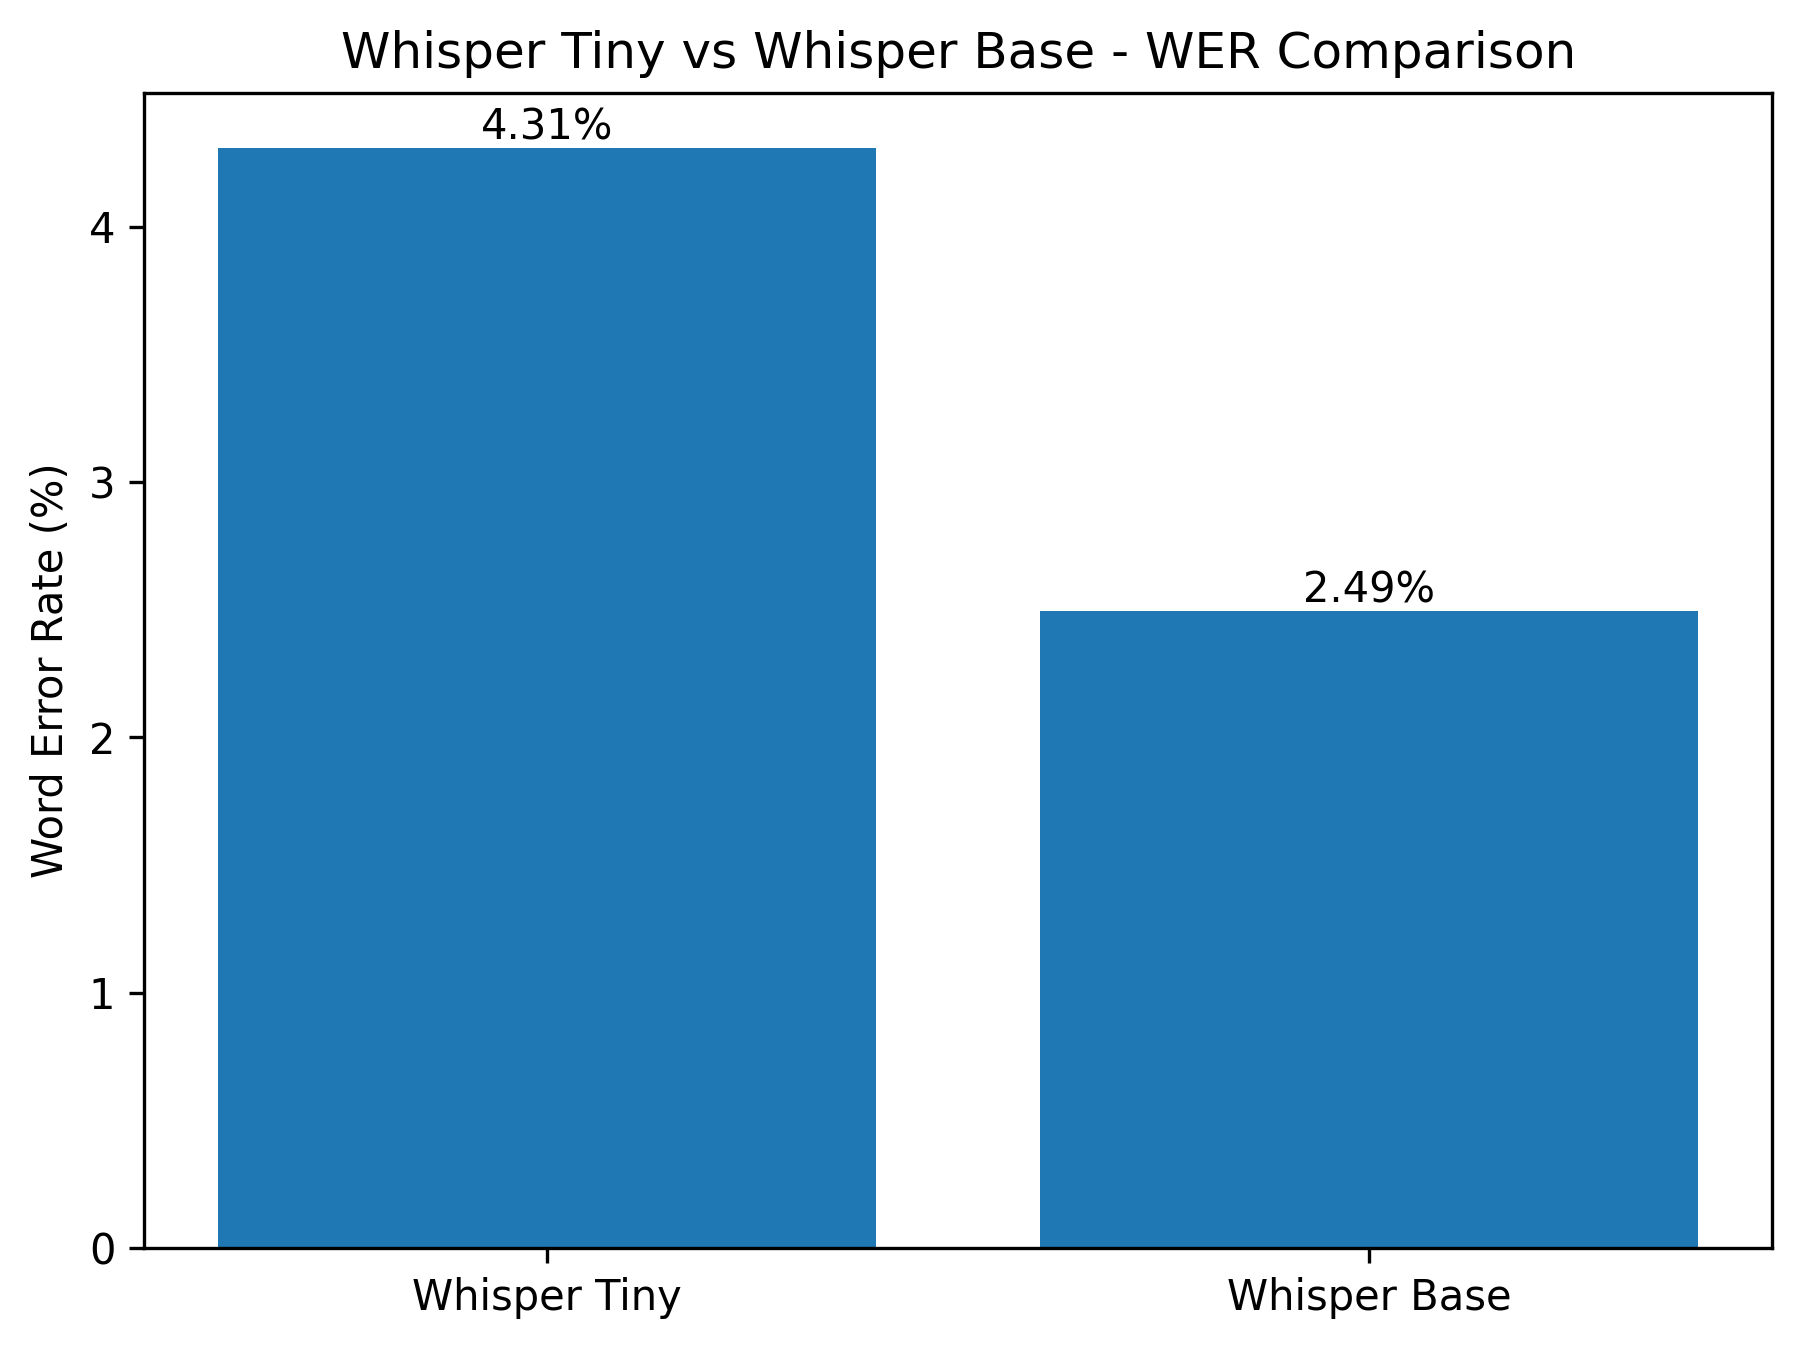 Whisper Tiny vs Whisper Base - WER Comparison
4.31%
4
3
2.49%
2
1
0
Word Error Rate (%)
Whisper Tiny
Whisper Base